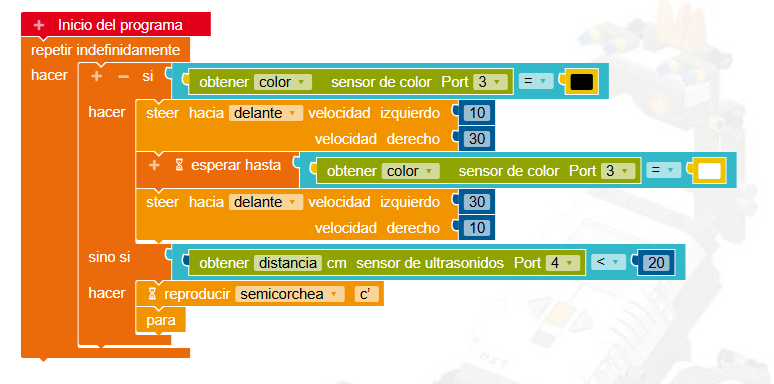 + Inicio del programa
repetir indefinidamente
hacer + − si obtener color sensor de color Port 3 =
hacer steer hacia delante velocidad izquierdo 10
velocidad derecho 30
+ esperar hasta obtener color sensor de color Port 3 =
steer hacia delante velocidad izquierdo 30
velocidad derecho 10
sino si obtener distancia cm sensor de ultrasonidos Port 4 < 20
hacer reproducir semicorchea c'
para